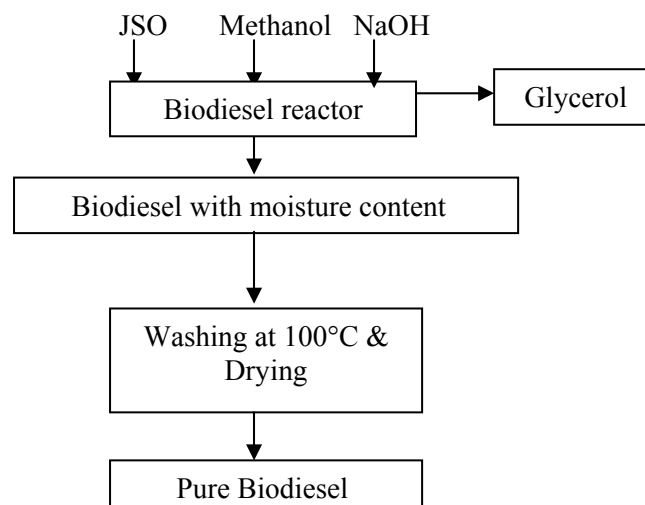 JSO Methanol NaOH
Biodiesel reactor
Glycerol
Biodiesel with moisture content
Washing at 100°C &
Drying
Pure Biodiesel